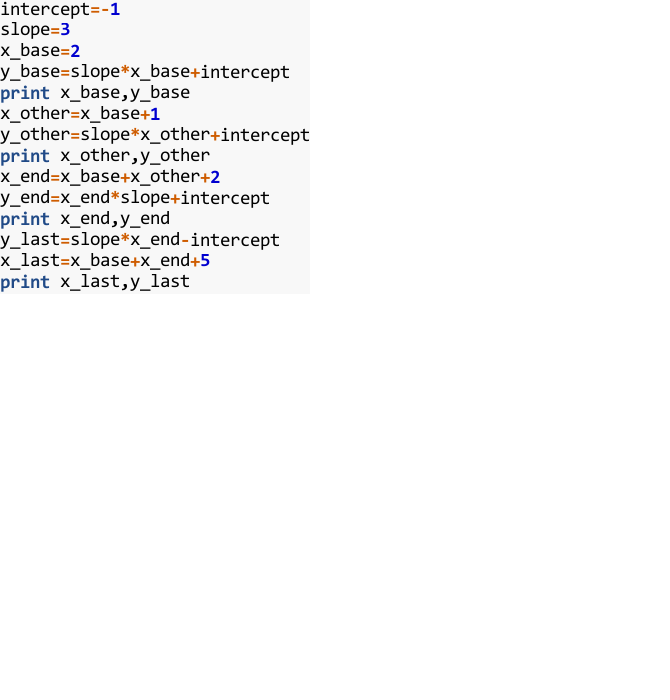 intercept=-1
slope=3
x_base=2
y_base=slope*x_base+intercept
print x_base,y_base
x_other=x_base+1
y_other=slope*x_other+intercept
print x_other,y_other
x_end=x_base+x_other+2
y_end=x_end*slope+intercept
print x_end,y_end
y_last=slope*x_end-intercept
x_last=x_base+x_end+5
print x_last,y_last